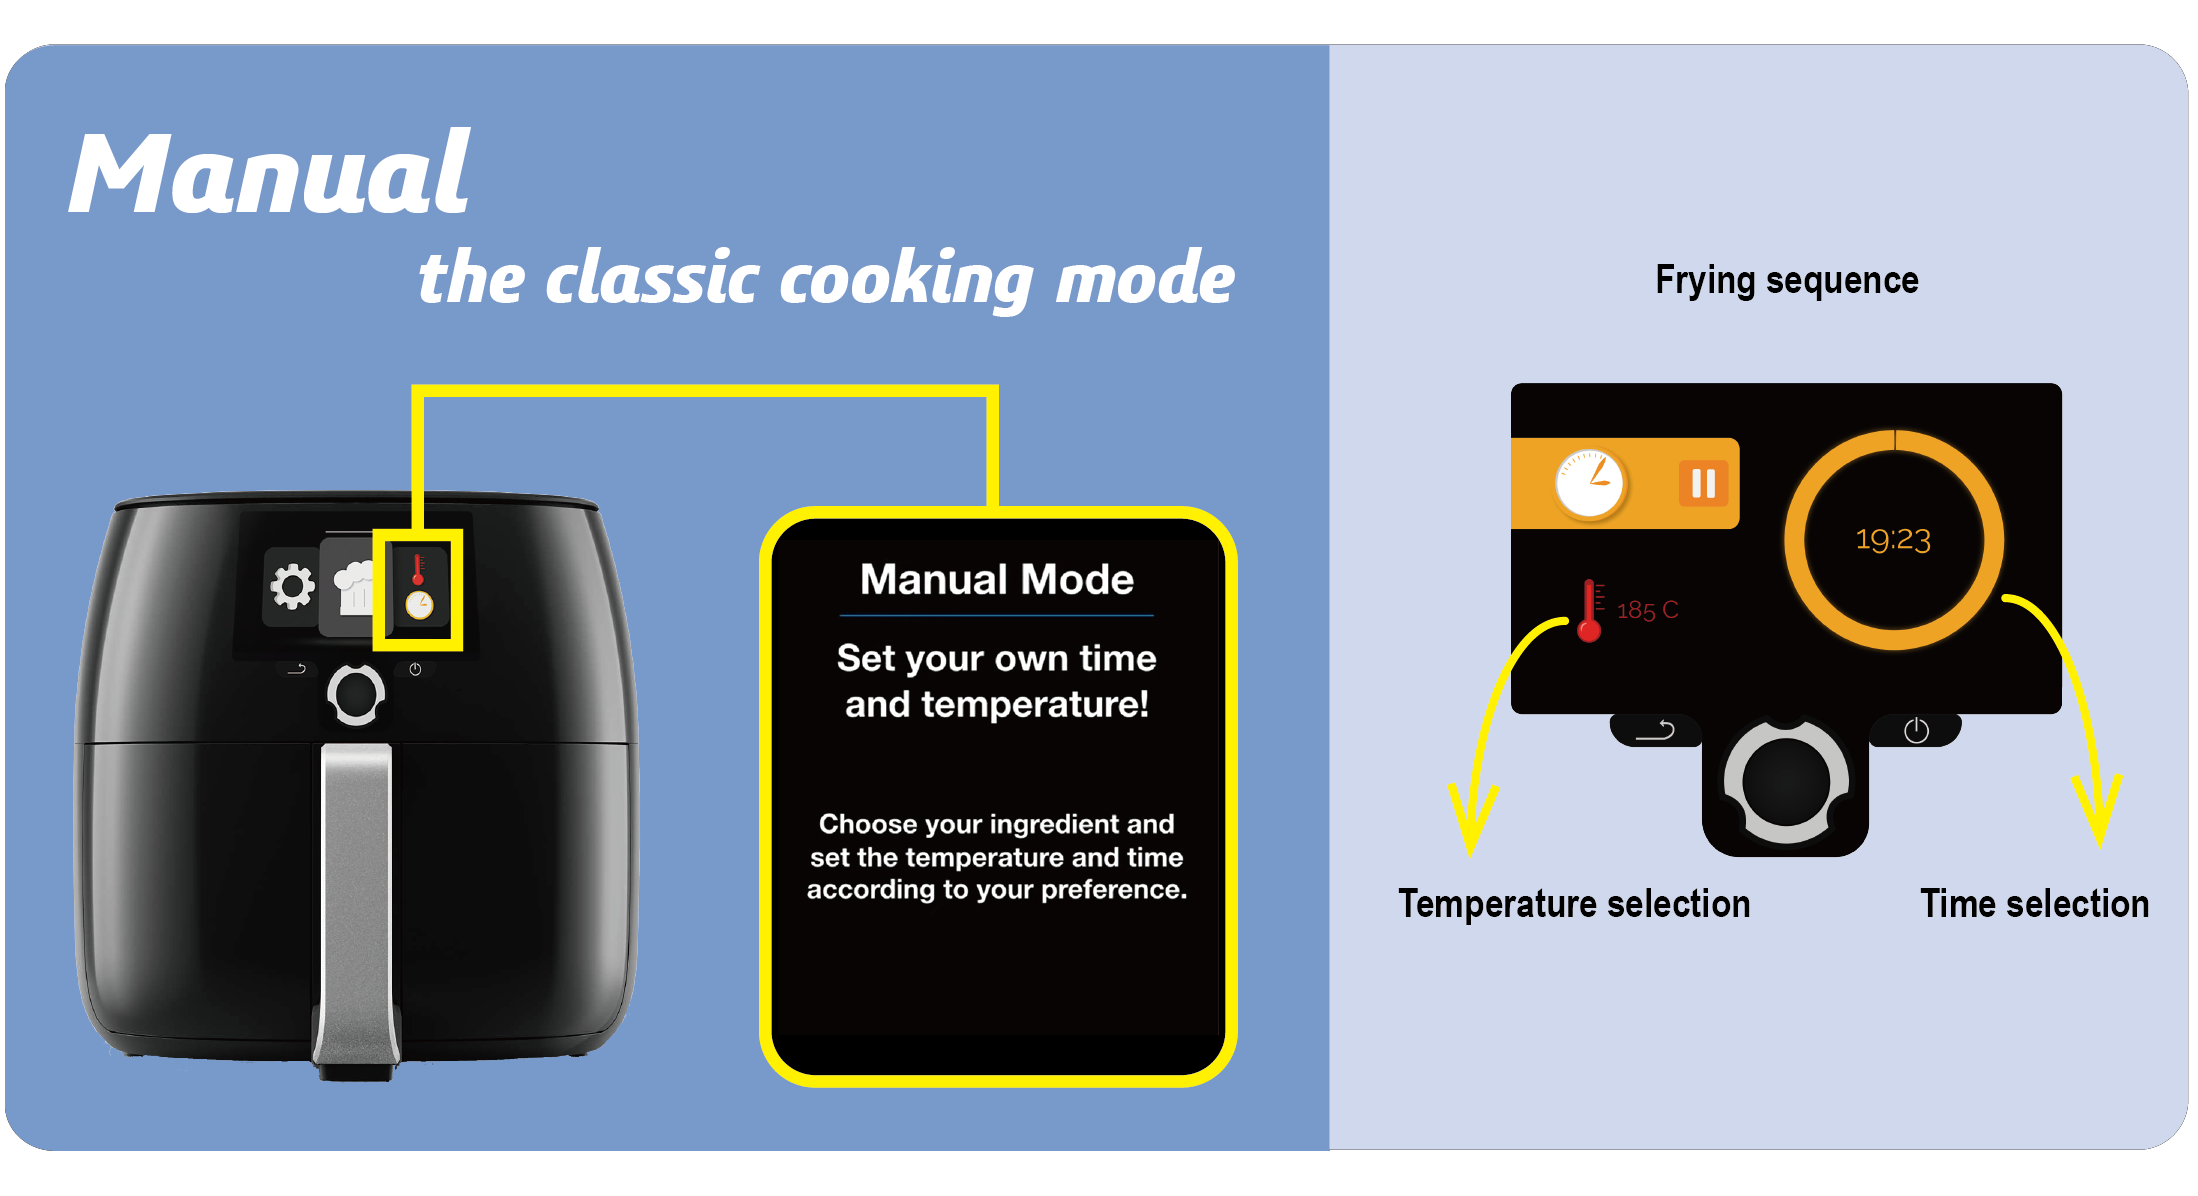 Manual
the classic cooking mode
Manual Mode
Set your own time
and temperature!
Choose your ingredient and
set the temperature and time
according to your preference.
Frying sequence
19:23
185 C
Temperature selection
Time selection